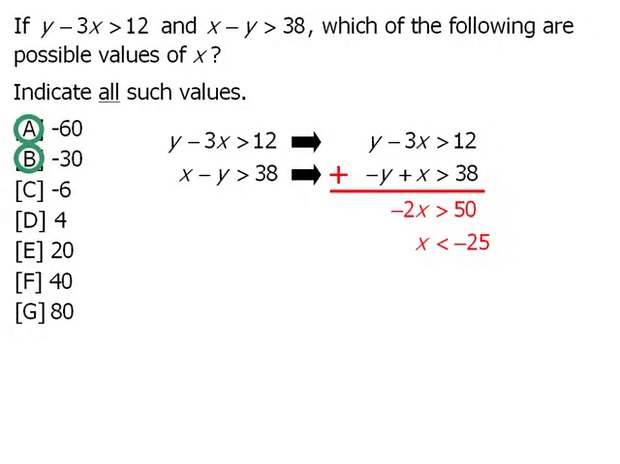 If y – 3x > 12 and x – y > 38, which of the following are
possible values of x?
Indicate all such values.
[A] -60
[B] -30
[C] -6
[D] 4
[E] 20
[F] 40
[G] 80
y – 3x > 12 ➡ y – 3x > 12
x – y > 38 ➡ + –y + x > 38
–2x > 50
x < –25